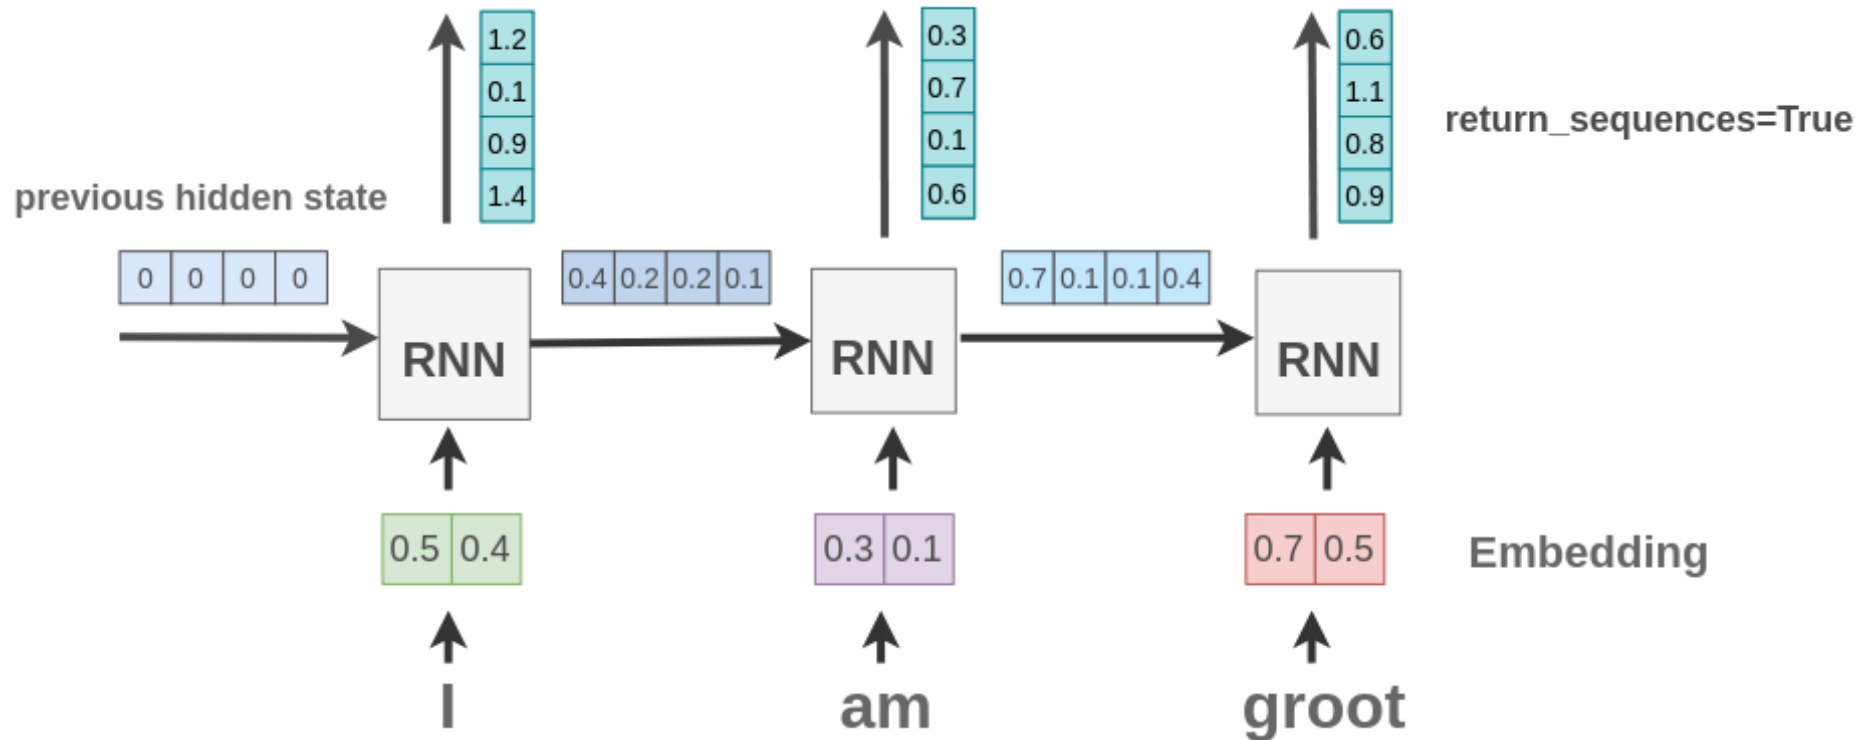 1.2
0.1
0.9
1.4
0.3
0.7
0.1
0.6
0.6
1.1
0.8
0.9
return_sequences=True
previous hidden state
0 0 0 0
0.4 0.2 0.2 0.1
0.7 0.1 0.1 0.4
RNN RNN RNN
0.5 0.4
0.3 0.1
0.7 0.5
Embedding
I am groot